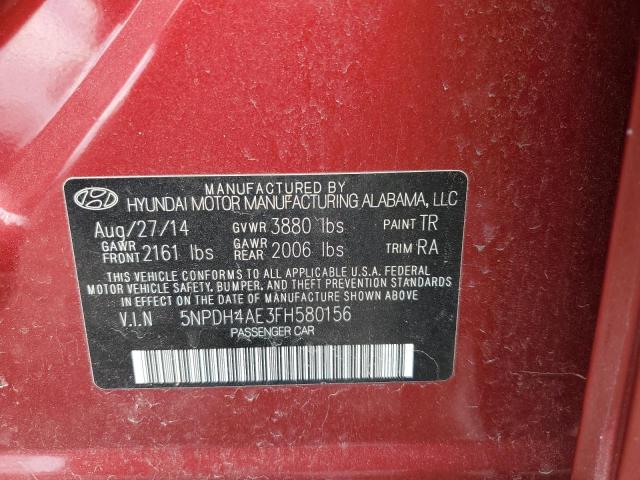 MANUFACTURED BY
HYUNDAI MOTOR MANUFACTURING ALABAMA, LLC
Aug/27/14 GVWR 3880 lbs PAINT TR
GAWR FRONT 2161 lbs GAWR REAR 2006 lbs TRIM RA
THIS VEHICLE CONFORMS TO ALL APPLICABLE U.S.A. FEDERAL
MOTOR VEHICLE SAFETY, BUMPER, AND THEFT PREVENTION STANDARDS
IN EFFECT ON THE DATE OF MANUFACTURE SHOWN ABOVE.
V.I.N 5NPDH4AE3FH580156
PASSENGER CAR